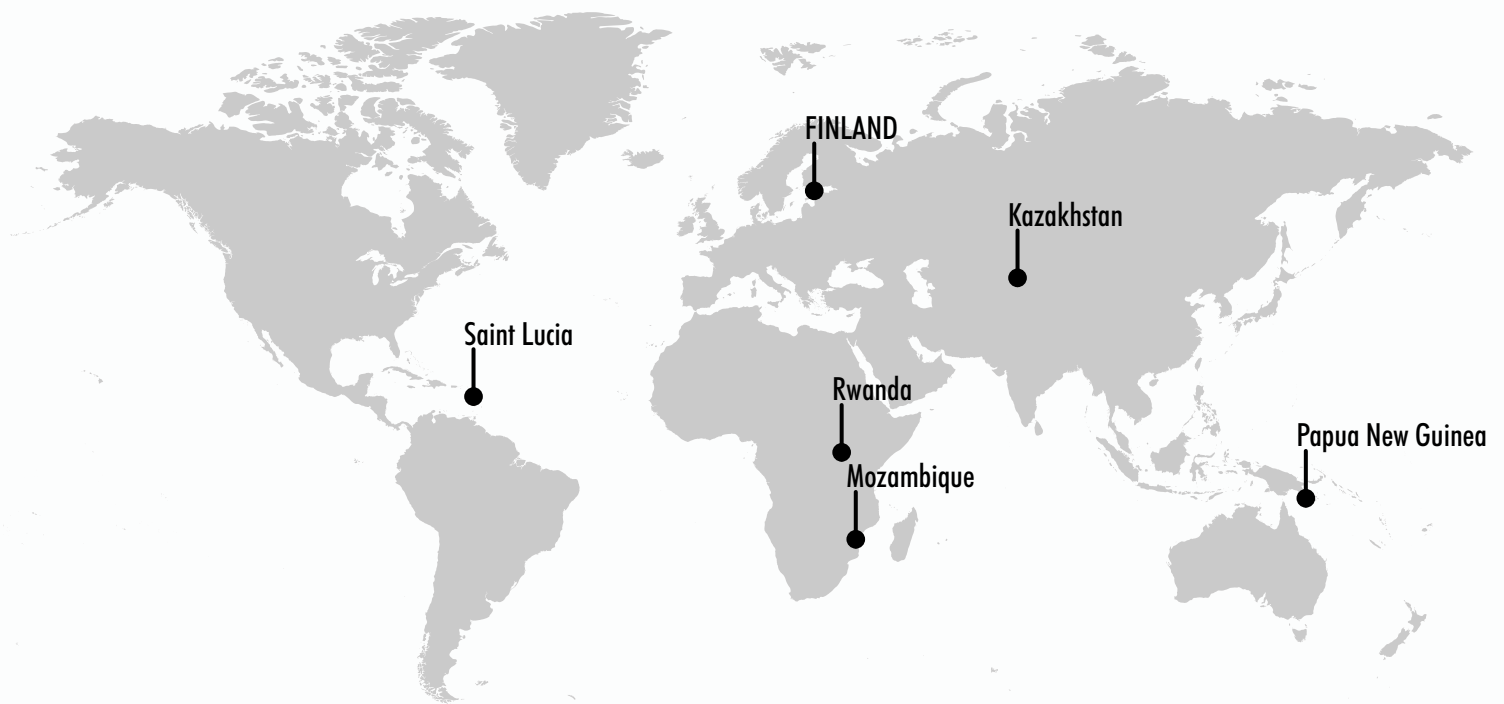 FINLAND
Kazakhstan
Saint Lucia
Rwanda
Papua New Guinea
Mozambique